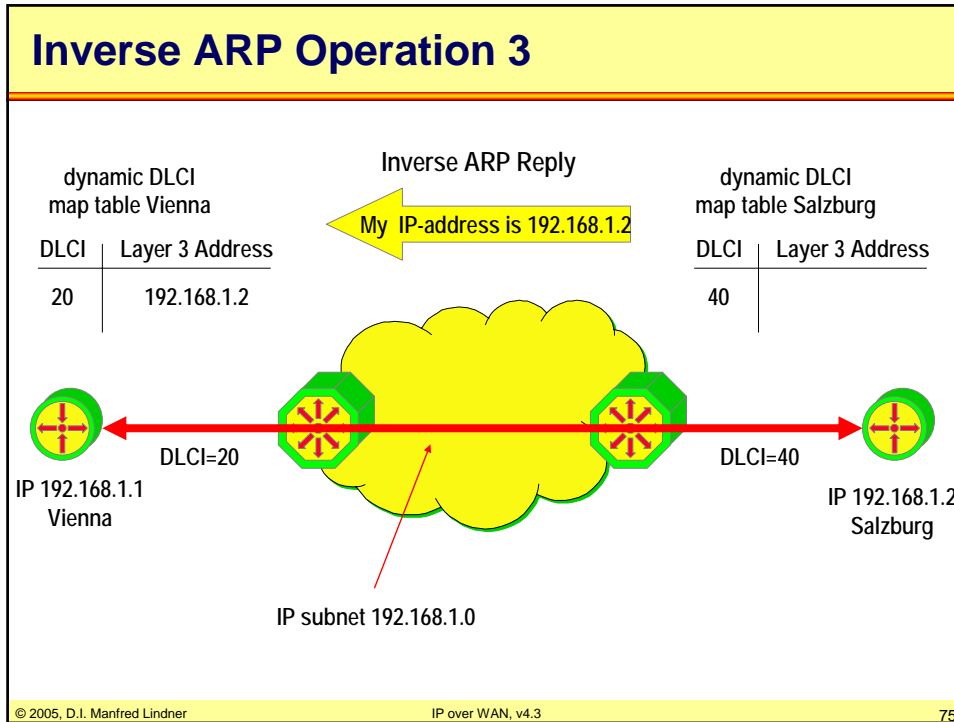 Inverse ARP Operation 3
dynamic DLCI
map table Vienna
DLCI Layer 3 Address
20 192.168.1.2
Inverse ARP Reply
My IP-address is 192.168.1.2
dynamic DLCI
map table Salzburg
DLCI Layer 3 Address
40
DLCI=20
DLCI=40
IP 192.168.1.1
Vienna
IP 192.168.1.2
Salzburg
IP subnet 192.168.1.0
© 2005, D.I. Manfred Lindner
IP over WAN, v4.3
75